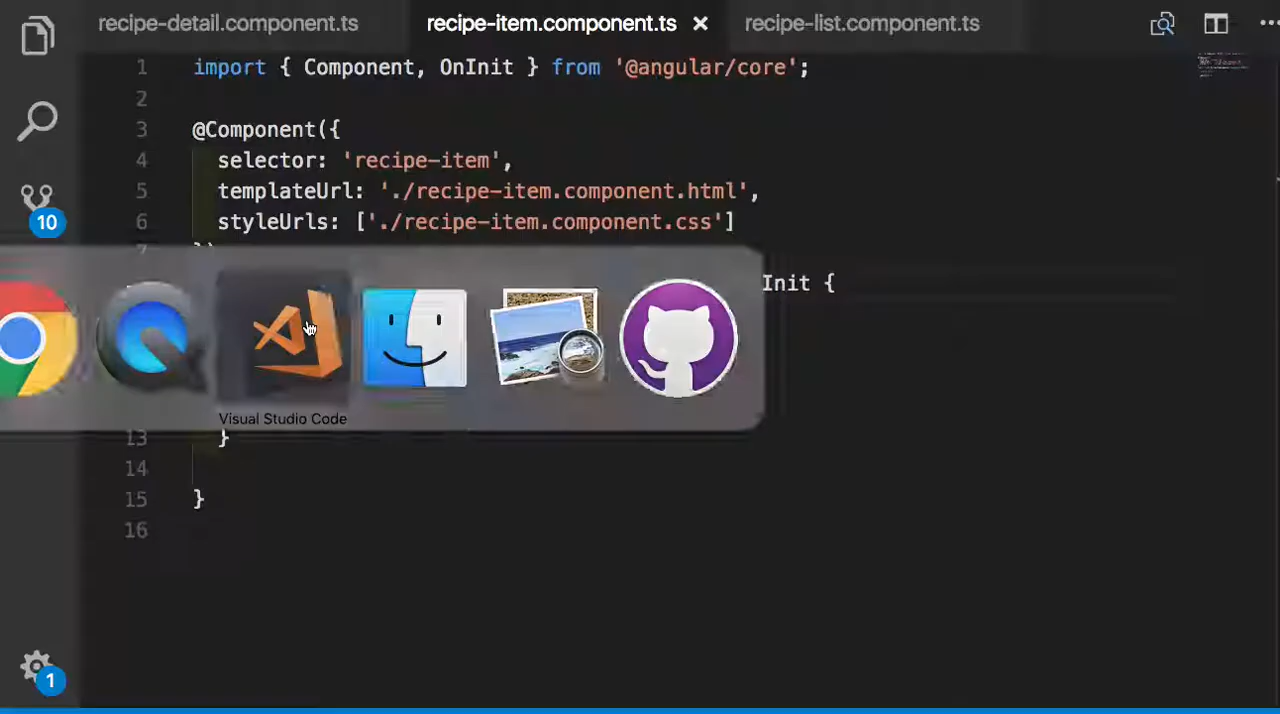 recipe-detail.component.ts recipe-item.component.ts recipe-list.component.ts
1 import { Component, OnInit } from '@angular/core';
2
3 @Component({
4 selector: 'recipe-item',
5 templateUrl: './recipe-item.component.html',
6 styleUrls: ['./recipe-item.component.css']
10
Init {
Visual Studio Code
13 }
14
15 }
16
1